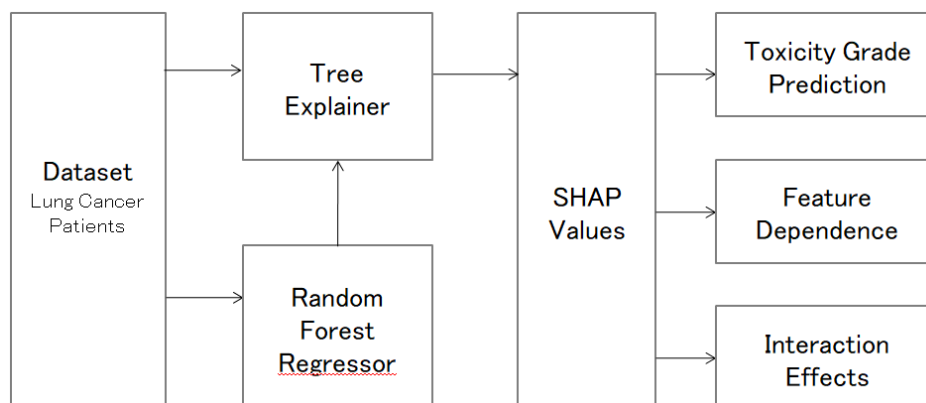 Dataset
Lung Cancer
Patients
Tree
Explainer
Random
Forest
Regressor
SHAP
Values
Toxicity Grade
Prediction
Feature
Dependence
Interaction
Effects